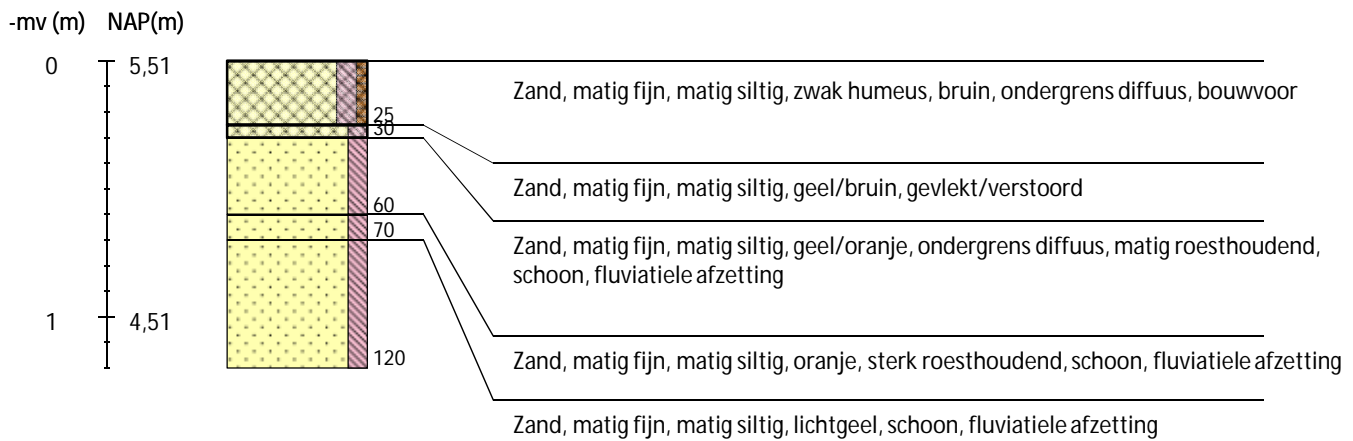 -mv (m) NAP(m)
0 5,51
Zand, matig fijn, matig siltig, zwak humeus, bruin, ondergrens diffuus, bouwvoor
25
30
Zand, matig fijn, matig siltig, geel/bruin, gevlekt/verstoord
60
70
Zand, matig fijn, matig siltig, geel/oranje, ondergrens diffuus, matig roesthoudend,
schoon, fluviatiele afzetting
1 4,51
120
Zand, matig fijn, matig siltig, oranje, sterk roesthoudend, schoon, fluviatiele afzetting
Zand, matig fijn, matig siltig, lichtgeel, schoon, fluviatiele afzetting